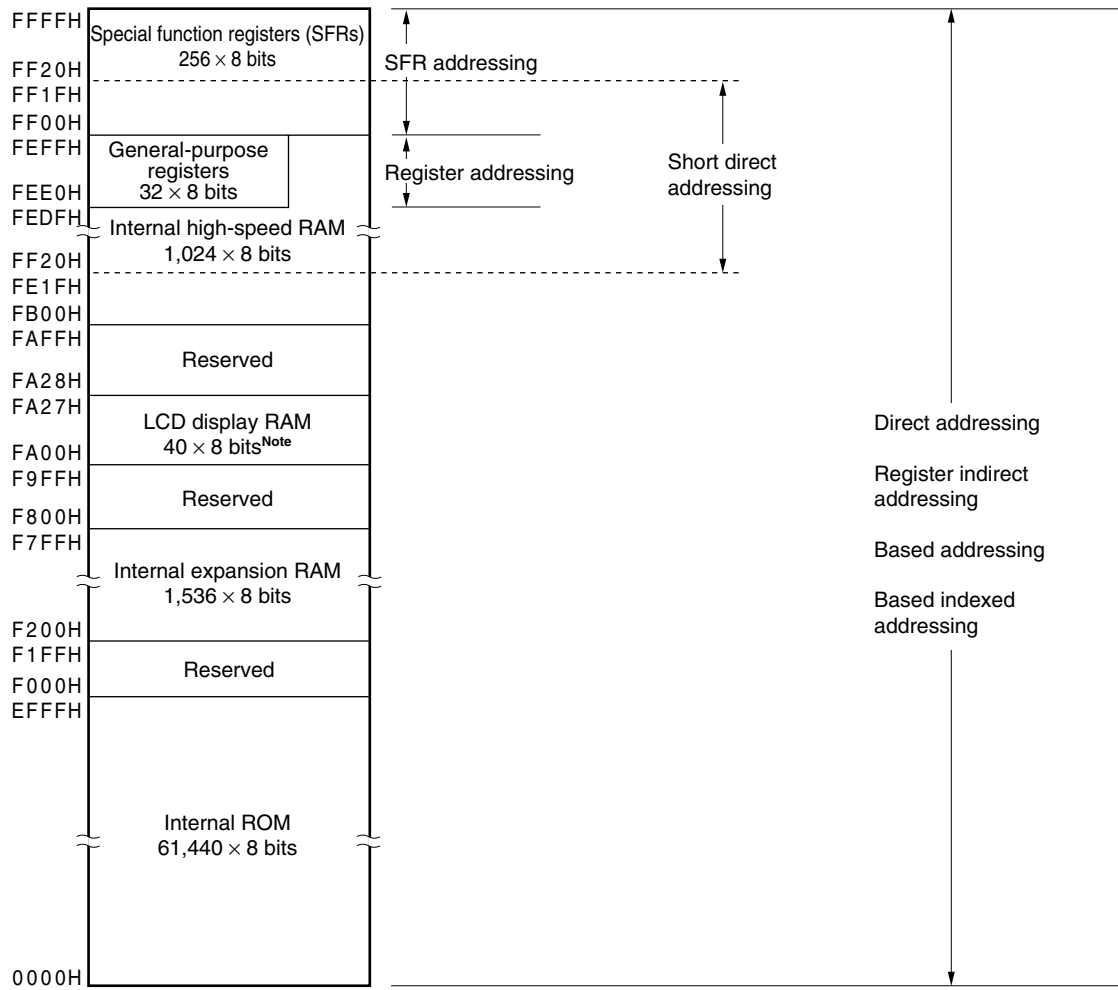 FFFFH
Special function registers (SFRs)
256 × 8 bits
SFR addressing
FF20H
FF1FH
FF00H
FEFFH
General-purpose
registers
32 × 8 bits
Register addressing
Short direct
addressing
FEE0H
FEDFH
Internal high-speed RAM
1,024 × 8 bits
FF20H
FE1FH
FB00H
FAFFH
Reserved
FA28H
FA27H
LCD display RAM
40 × 8 bitsNote
FA00H
F9FFH
Reserved
F800H
F7FFH
Internal expansion RAM
1,536 × 8 bits
F200H
F1FFH
Reserved
F000H
EFFFH
Internal ROM
61,440 × 8 bits
0000H
Direct addressing
Register indirect
addressing
Based addressing
Based indexed
addressing